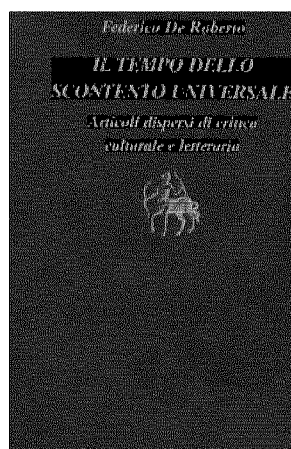 Federico De Roberto
IL TEMPO DELLO
SCONTENTO UNIVERSALE
Articoli dispersi di critica
culturale e letteraria